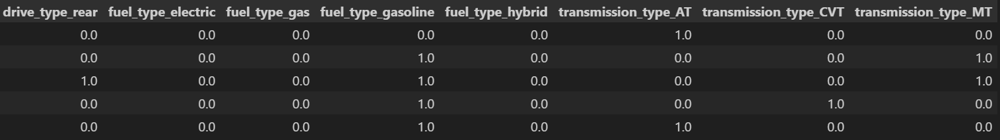 drive_type_rear fuel_type_electric fuel_type_gas fuel_type_gasoline fuel_type_hybrid transmission_type_AT transmission_type_CVT transmission_type_MT
0.0 0.0 0.0 0.0 0.0 1.0 0.0 0.0
0.0 0.0 0.0 1.0 0.0 0.0 0.0 1.0
1.0 0.0 0.0 1.0 0.0 0.0 0.0 1.0
0.0 0.0 0.0 1.0 0.0 0.0 1.0 0.0
0.0 0.0 0.0 1.0 0.0 1.0 0.0 0.0